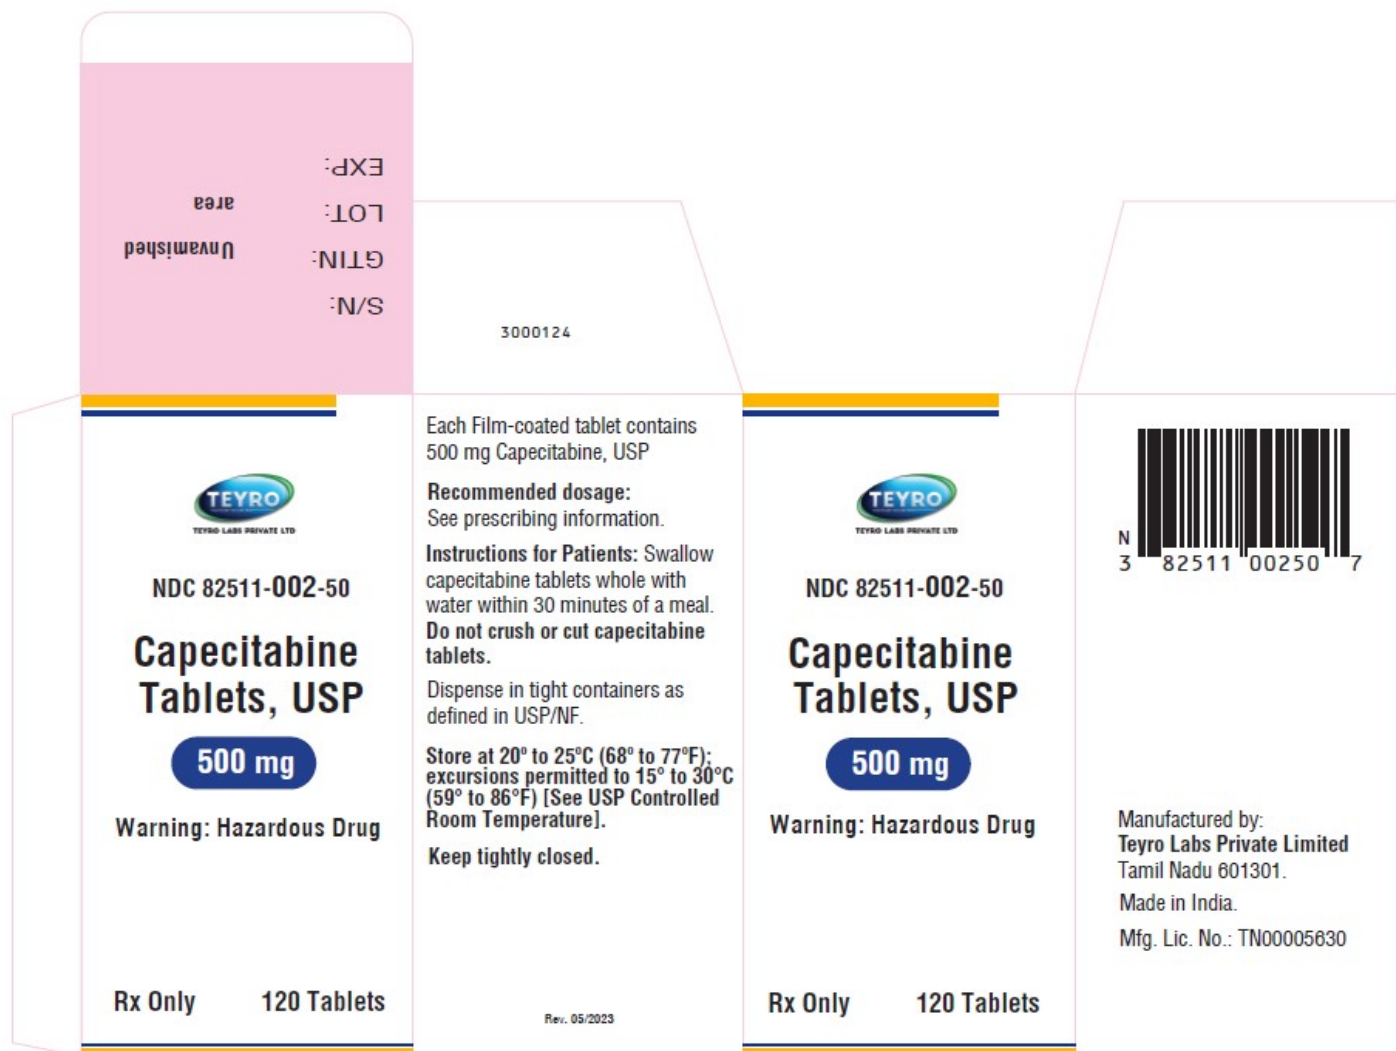 EXP:
LOT:
GTIN:
S/N:
Unvarnished
area
3000124
TEYRO
TEYRO LABS PRIVATE LTD
NDC 82511-002-50
Capecitabine
Tablets, USP
500 mg
Warning: Hazardous Drug
Rx Only 120 Tablets
Each Film-coated tablet contains
500 mg Capecitabine, USP
Recommended dosage:
See prescribing information.
Instructions for Patients: Swallow
capecitabine tablets whole with
water within 30 minutes of a meal.
Do not crush or cut capecitabine
tablets.
Dispense in tight containers as
defined in USP/NF.
Store at 20º to 25ºC (68º to 77ºF);
excursions permitted to 15° to 30°C
(59° to 86°F) [See USP Controlled
Room Temperature].
Keep tightly closed.
Rev. 05/2023
TEYRO
TEYRO LABS PRIVATE LTD
NDC 82511-002-50
Capecitabine
Tablets, USP
500 mg
Warning: Hazardous Drug
Rx Only 120 Tablets
N
3 82511 00250 7
Manufactured by:
Teyro Labs Private Limited
Tamil Nadu 601301.
Made in India.
Mfg. Lic. No.: TN00005630